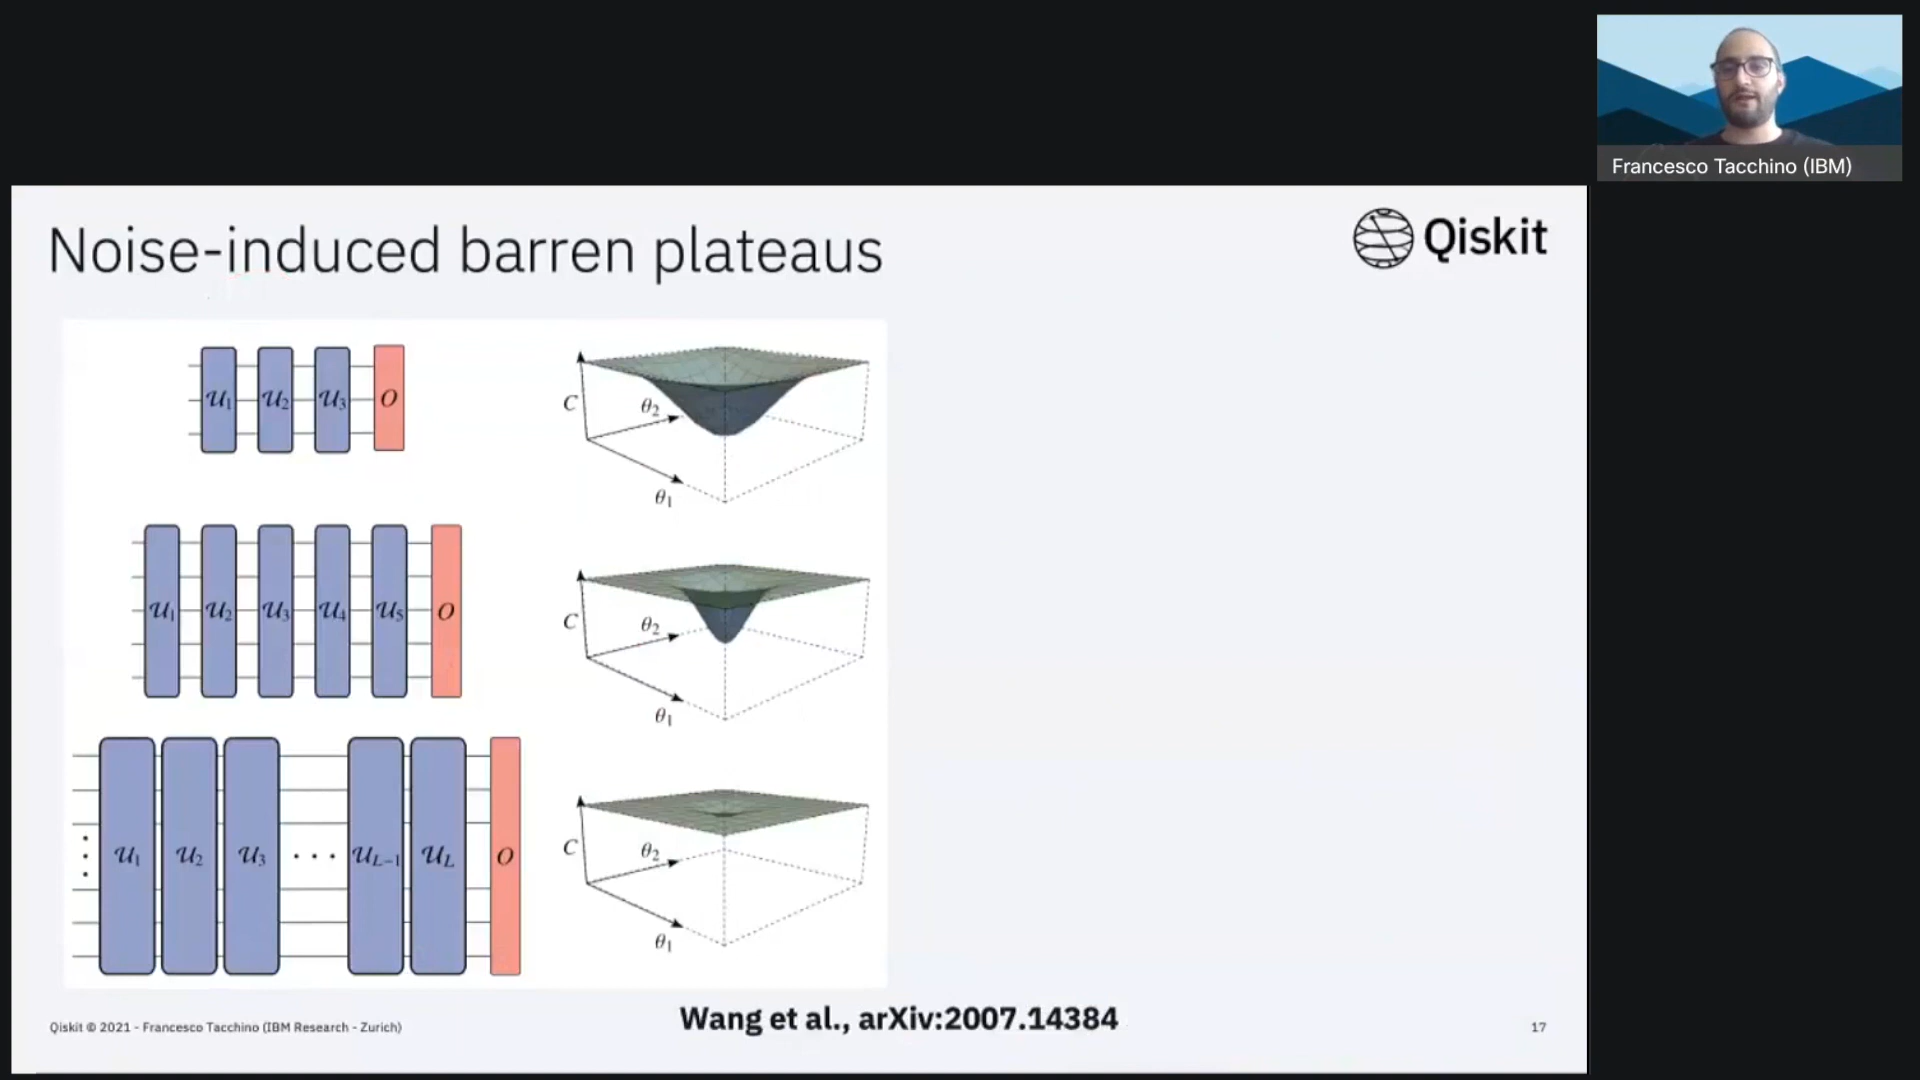 Francesco Tacchino (IBM)
Noise-induced barren plateaus
Qiskit
𝒰₁ 𝒰₂ 𝒰₃ O
C θ₂
θ₁
𝒰₁ 𝒰₂ 𝒰₃ 𝒰₄ 𝒰₅ O
C θ₂
θ₁
𝒰₁ 𝒰₂ 𝒰₃ ··· 𝒰_{L−1} 𝒰_L O
C θ₂
θ₁
Wang et al., arXiv:2007.14384
Qiskit © 2021 - Francesco Tacchino (IBM Research - Zurich)
17